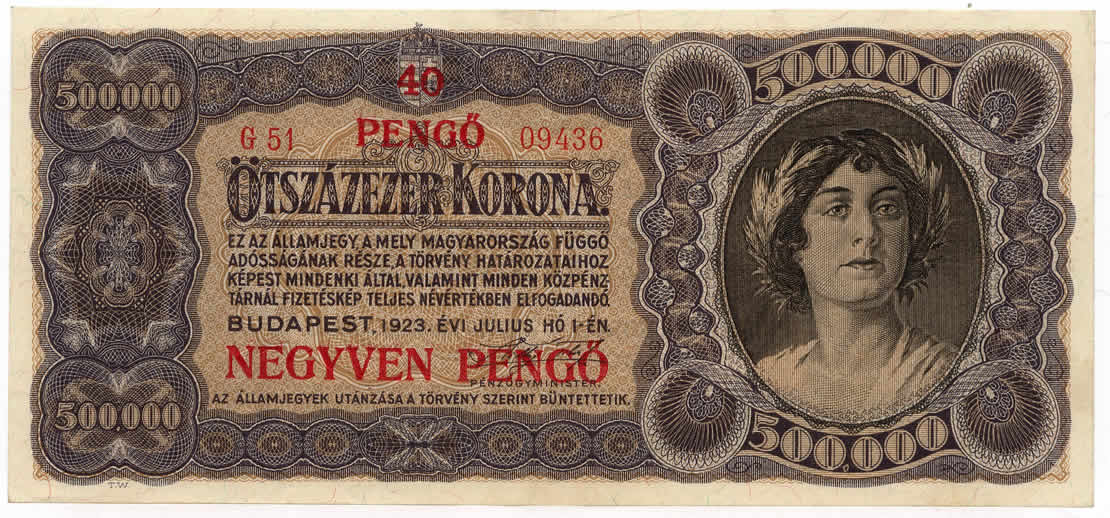 500.000
500.000
40
G 51 PENGŐ 09436
ÖTSZÁZEZER KORONA.
EZ AZ ÁLLAMJEGY A MELY MAGYARORSZÁG FÜGGŐ
ADÓSSÁGÁNAK RÉSZE, A TÖRVÉNY HATÁROZATAIHOZ
KÉPEST MINDENKI ÁLTAL, VALAMINT MINDEN KÖZPÉNZ-
TÁRNÁL FIZETÉSKÉP TELJES NÉVÉRTÉKBEN ELFOGADANDÓ.
BUDAPEST, 1923. ÉVI JULIUS HÓ 1-ÉN.
NEGYVEN PENGŐ
PÉNZÜGYMINISTER.
AZ ÁLLAMJEGYEK UTÁNZÁSA A TÖRVÉNY SZERINT BÜNTETTETIK.
500.000
500.000
T.W.